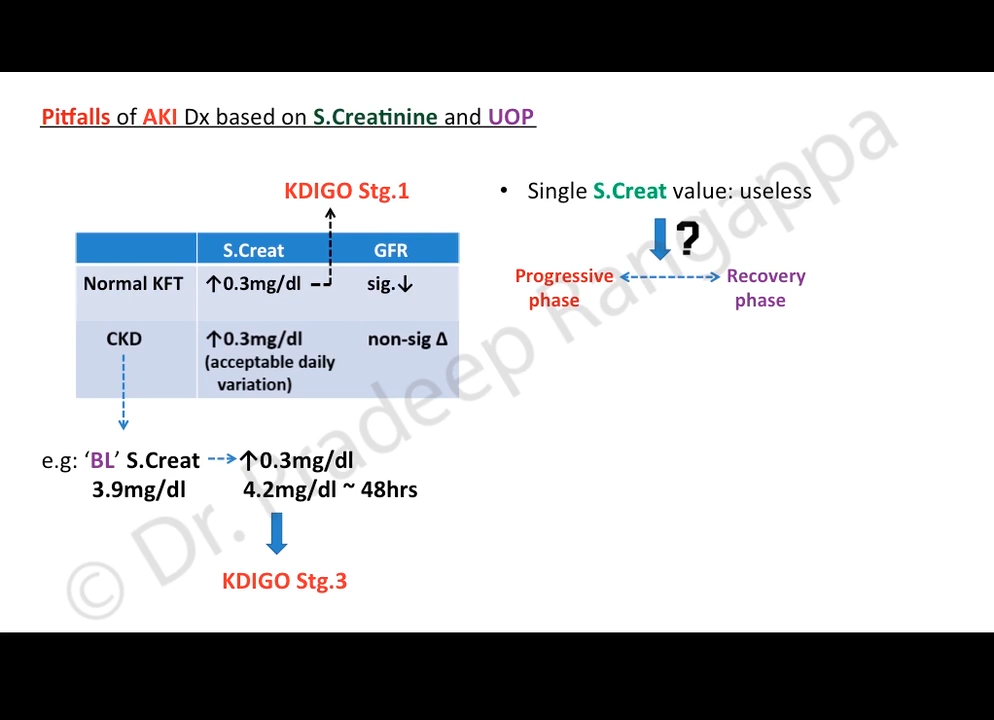 Pitfalls of AKI Dx based on S.Creatinine and UOP
KDIGO Stg.1
S.Creat GFR
Normal KFT ↑0.3mg/dl sig.↓
CKD ↑0.3mg/dl non-sig Δ
(acceptable daily
variation)
e.g: ‘BL’ S.Creat ↑0.3mg/dl
3.9mg/dl 4.2mg/dl ~ 48hrs
KDIGO Stg.3
• Single S.Creat value: useless
?
Progressive Recovery
phase phase
© Dr. Pradeep Rangappa